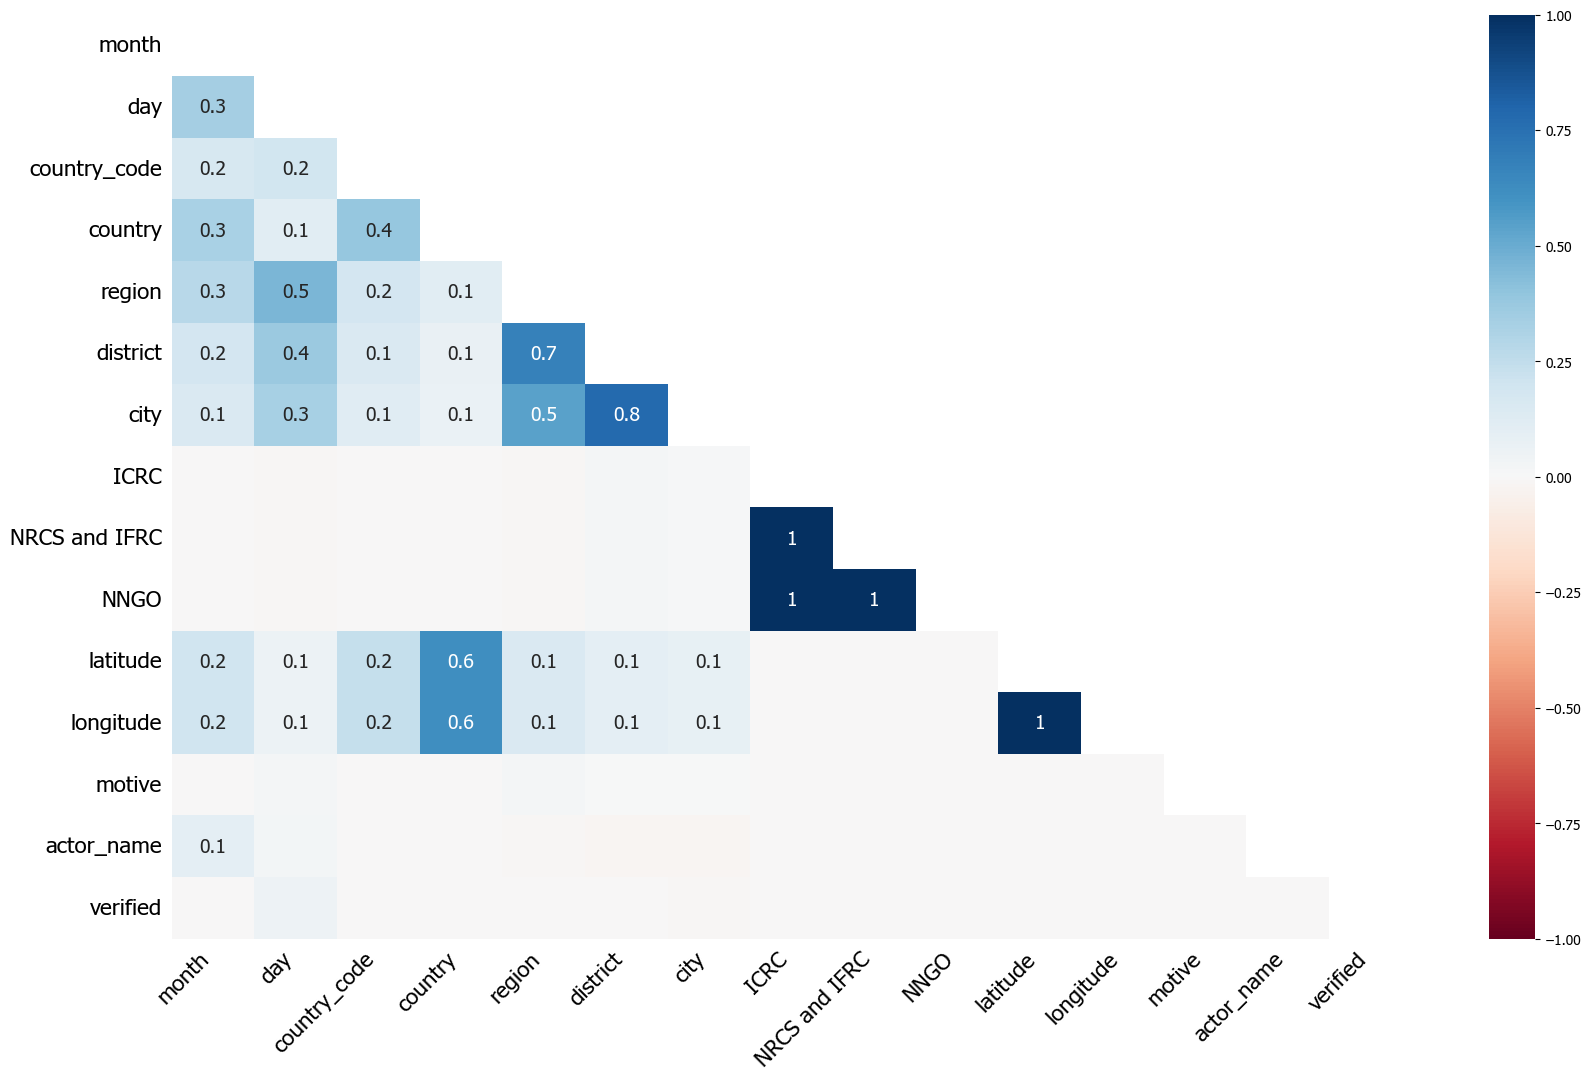 month
day 0.3
country_code 0.2 0.2
country 0.3 0.1 0.4
region 0.3 0.5 0.2 0.1
district 0.2 0.4 0.1 0.1 0.7
city 0.1 0.3 0.1 0.1 0.5 0.8
ICRC
NRCS and IFRC 1
NNGO 1 1
latitude 0.2 0.1 0.2 0.6 0.1 0.1 0.1
longitude 0.2 0.1 0.2 0.6 0.1 0.1 0.1 1
motive
actor_name 0.1
verified
month day country_code country region district city ICRC NRCS and IFRC NNGO latitude longitude motive actor_name verified
1.00
0.75
0.50
0.25
0.00
−0.25
−0.50
−0.75
−1.00